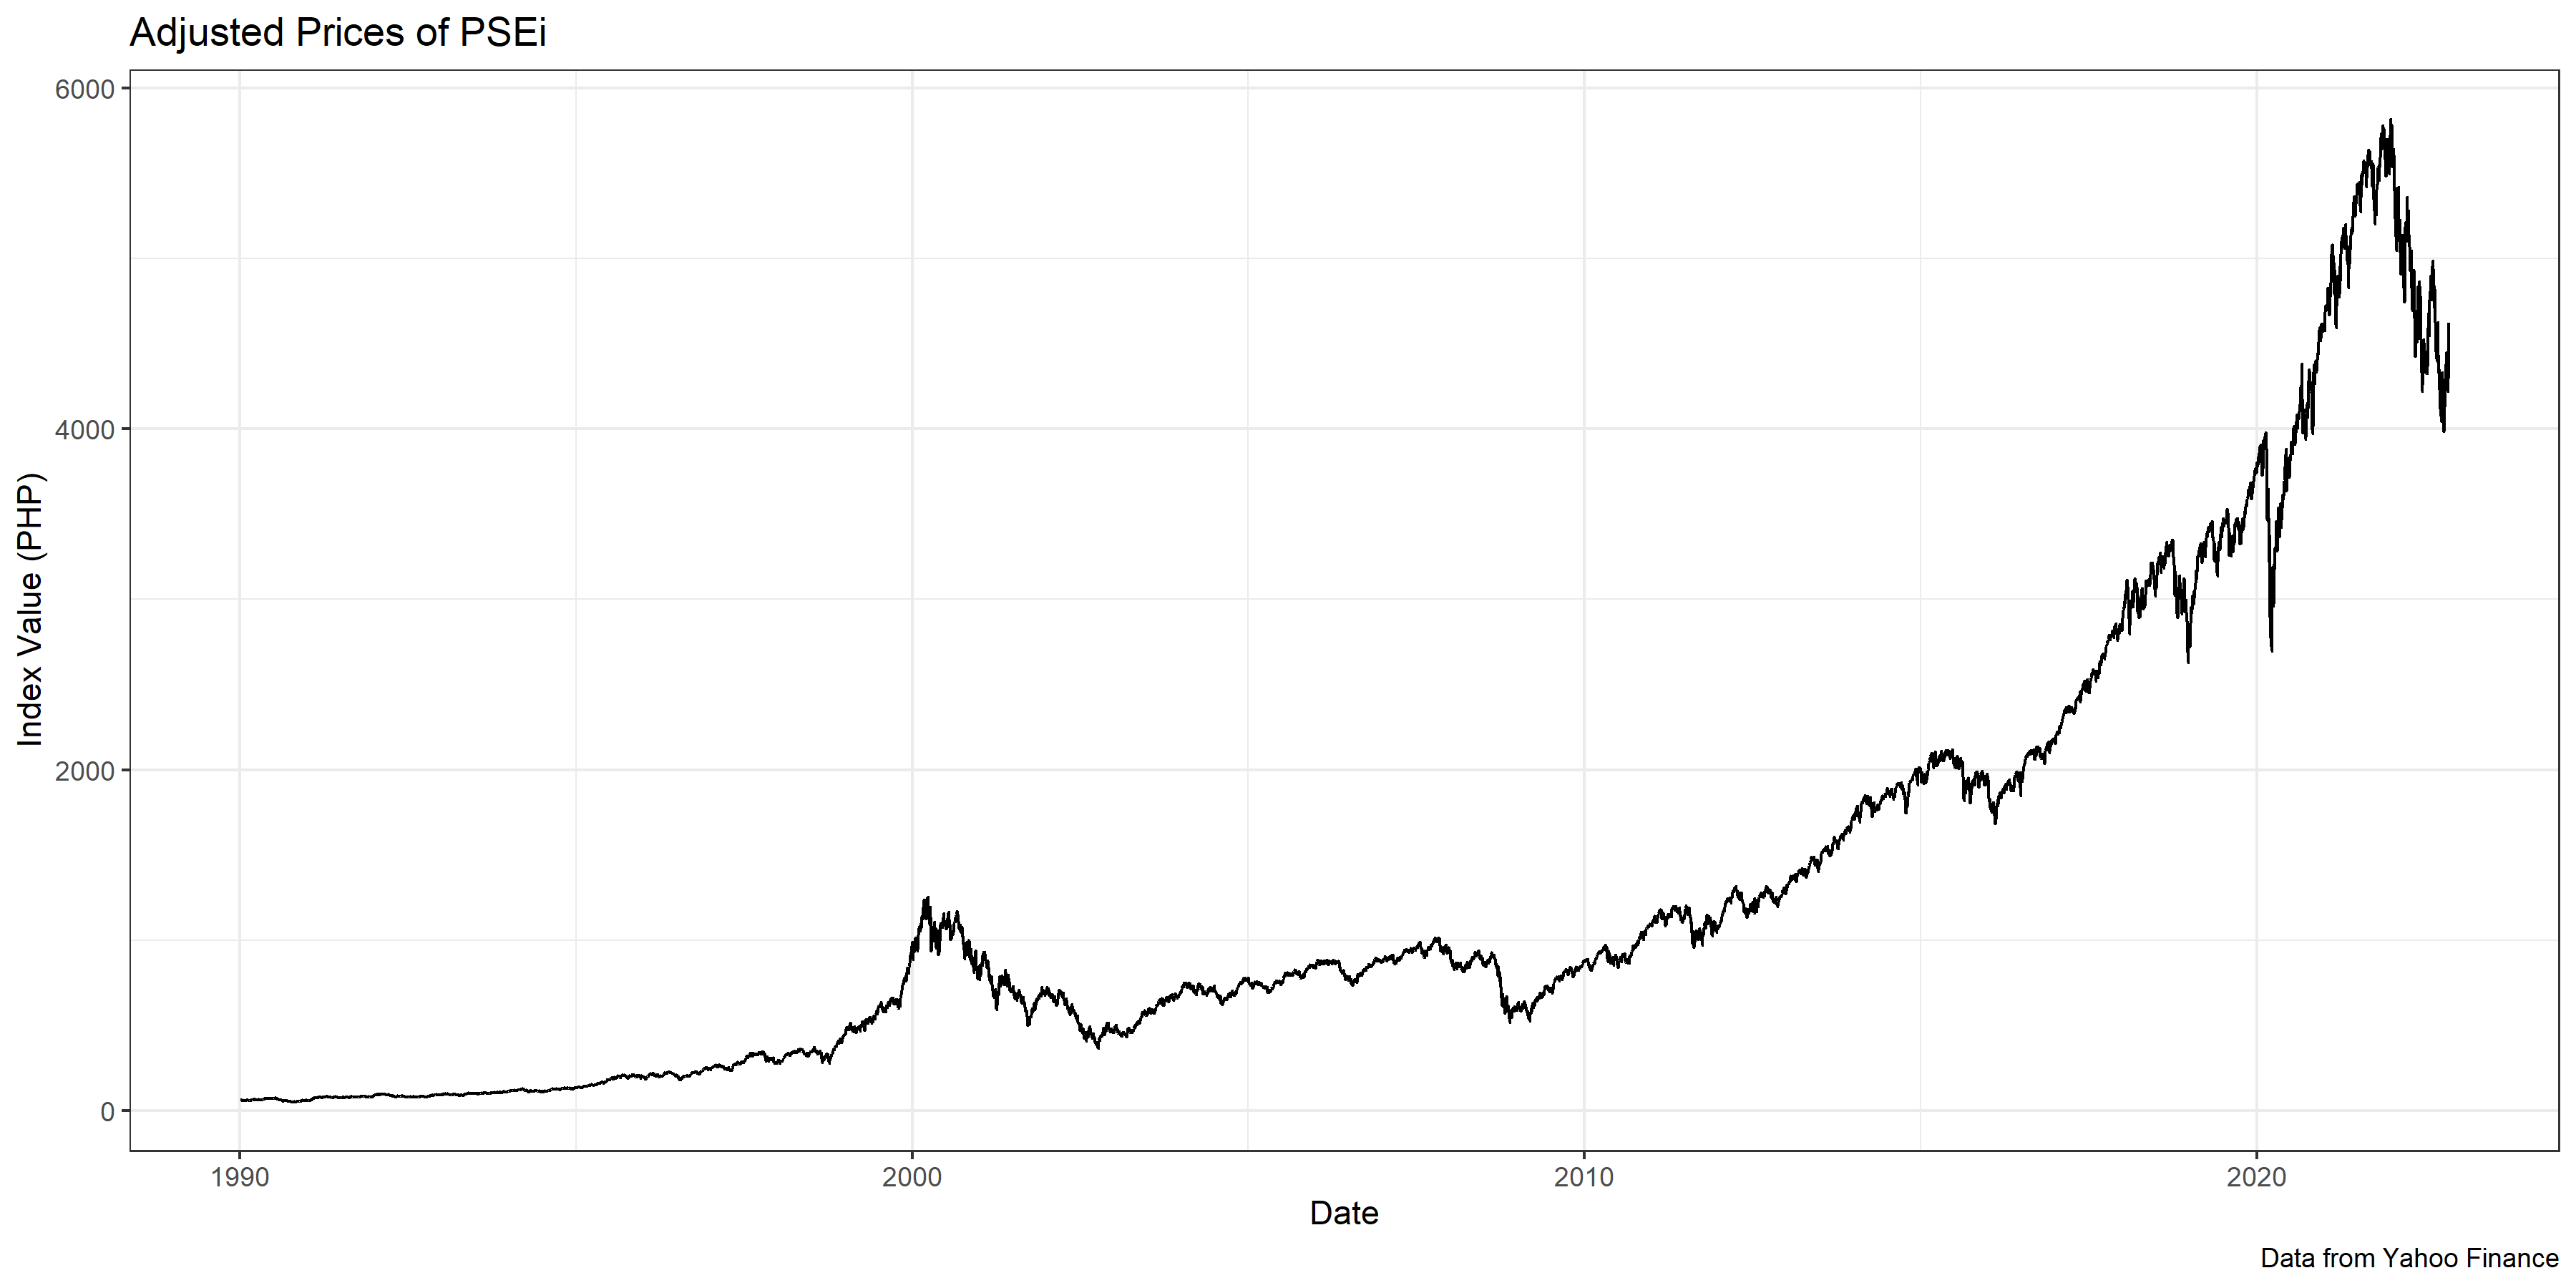 Adjusted Prices of PSEi
6000
4000
2000
0
Index Value (PHP)
1990
2000
2010
2020
Date
Data from Yahoo Finance